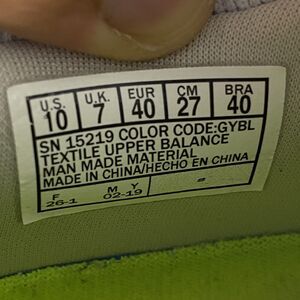 U.S. U.K. EUR CM BRA
10 7 40 27 40
SN 15219 COLOR CODE:GYBL
TEXTILE UPPER BALANCE
MAN MADE MATERIAL
MADE IN CHINA/HECHO EN CHINA
F M Y #
26-1 02-19